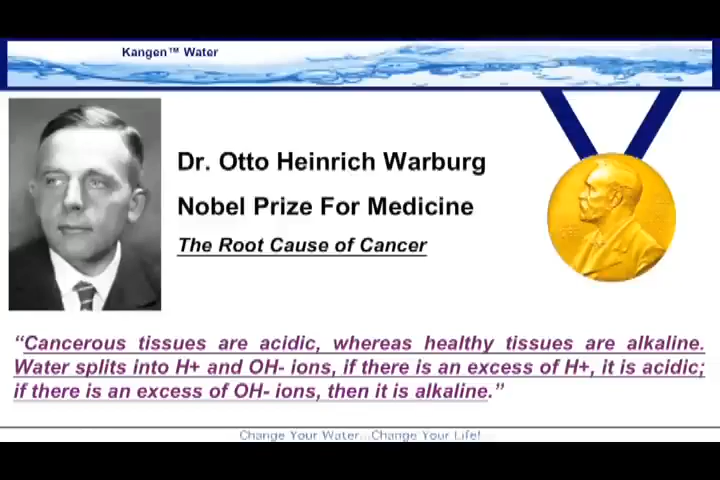 Kangen™ Water
Dr. Otto Heinrich Warburg
Nobel Prize For Medicine
The Root Cause of Cancer
“Cancerous tissues are acidic, whereas healthy tissues are alkaline.
Water splits into H+ and OH- ions, if there is an excess of H+, it is acidic;
if there is an excess of OH- ions, then it is alkaline.”
Change Your Water...Change Your Life!